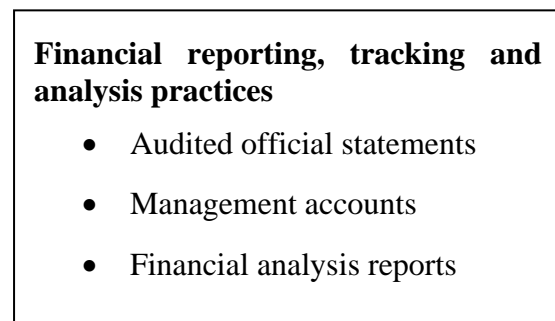 Financial reporting, tracking and
analysis practices
• Audited official statements
• Management accounts
• Financial analysis reports